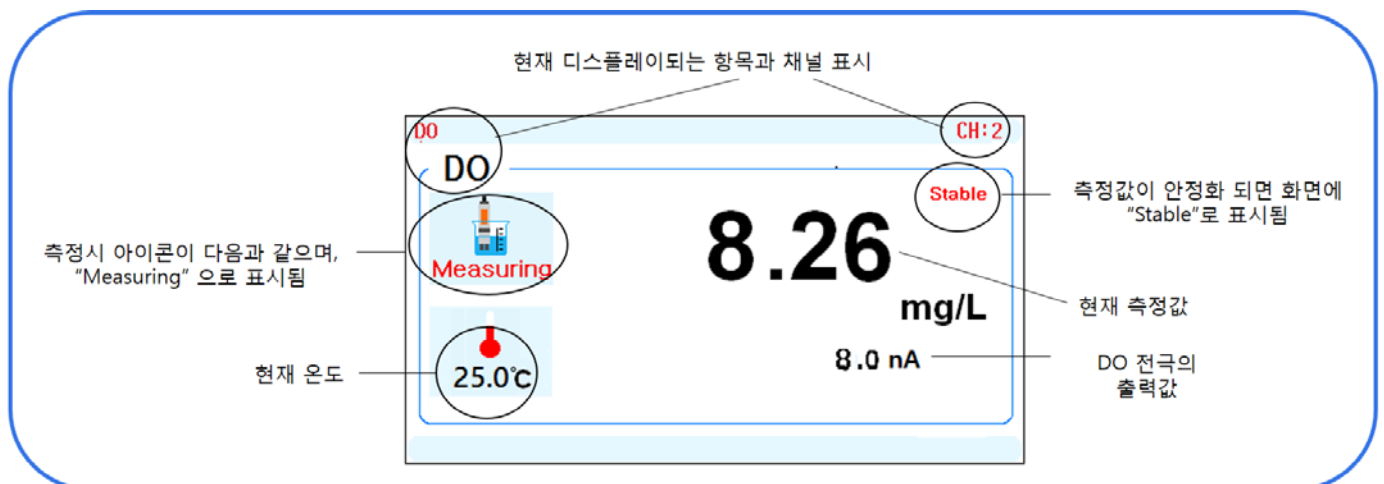 현재 디스플레이되는 항목과 채널 표시
DO
CH:2
DO
Stable
측정값이 안정화 되면 화면에
“Stable”로 표시됨
8.26
측정시 아이콘이 다음과 같으며,
“Measuring” 으로 표시됨
Measuring
mg/L
현재 측정값
8.0 nA
DO 전극의
출력값
현재 온도
25.0℃